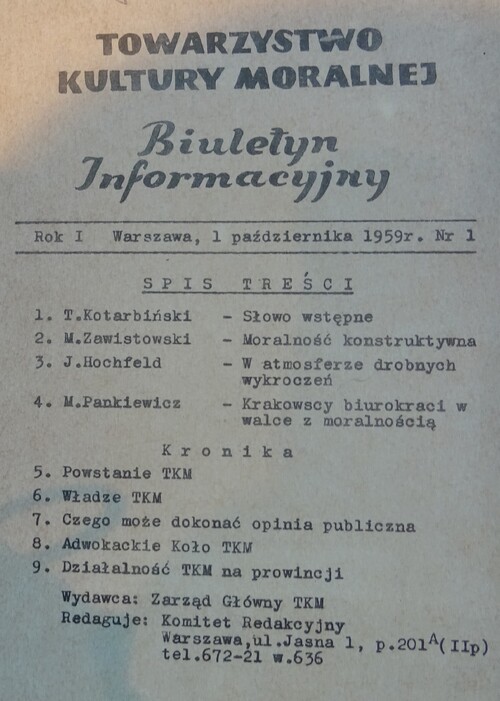 TOWARZYSTWO
KULTURY MORALNEJ
Biuletyn
Informacyjny
Rok I Warszawa, 1 października 1959r. Nr 1
SPIS TREŚCI
1. T.Kotarbiński – Słowo wstępne
2. M.Zawistowski – Moralność konstruktywna
3. J.Hochfeld – W atmosferze drobnych
wykroczeń
4. M.Pankiewicz – Krakowscy biurokraci w
walce z moralnością
Kronika
5. Powstanie TKM
6. Władze TKM
7. Czego może dokonać opinia publiczna
8. Adwokackie Koło TKM
9. Działalność TKM na prowincji
Wydawca: Zarząd Główny TKM
Redaguje: Komitet Redakcyjny
Warszawa,ul.Jasna 1, p.201A(IIp)
tel.672-21 w.636